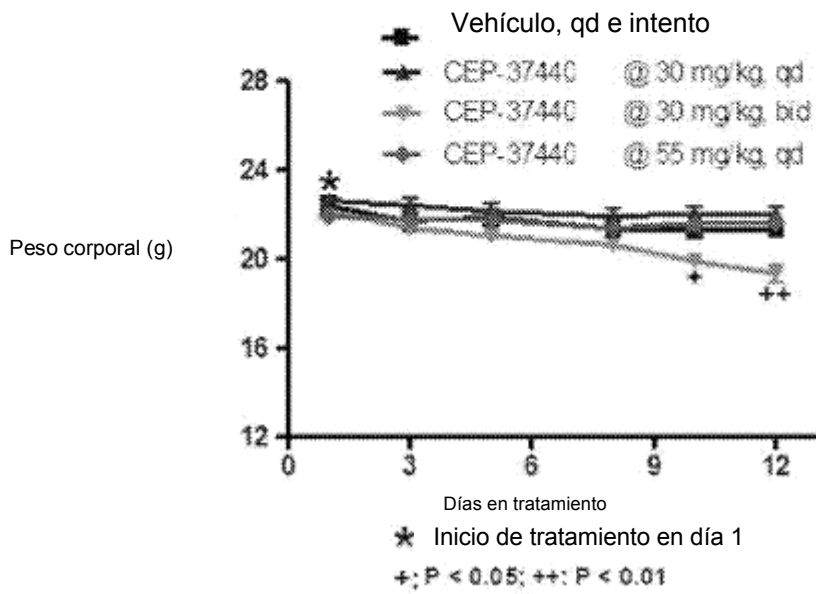 Vehículo, qd e intento
CEP-37440 @ 30 mg/kg, qd
CEP-37440 @ 30 mg/kg, bid
CEP-37440 @ 55 mg/kg, qd
28
24
20
16
12
Peso corporal (g)
0 3 6 9 12
Días en tratamiento
* Inicio de tratamiento en día 1
+; P < 0.05; ++: P < 0.01